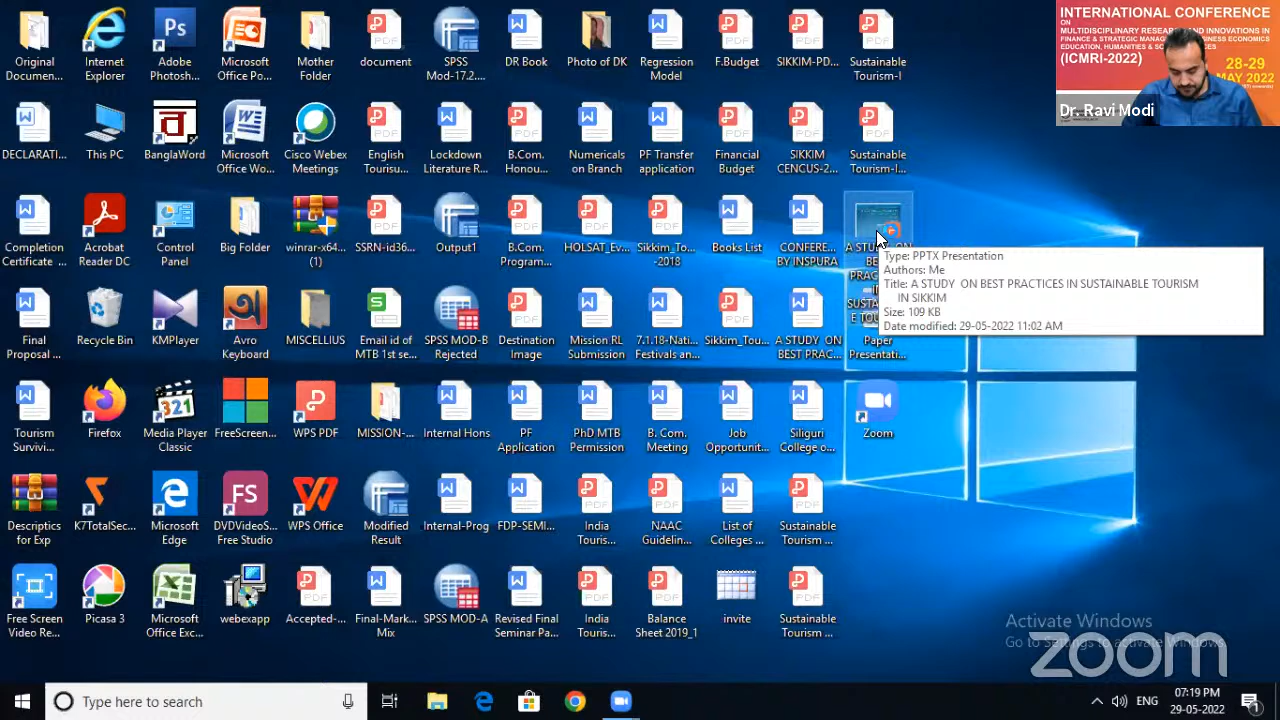 Original
Documen...
Internet
Explorer
Adobe
Photosh...
Microsoft
Office Po...
Mother
Folder
document
SPSS
Mod-17.2....
DR Book
Photo of DK
Regression
Model
F.Budget
SIKKIM-PD...
Sustainable
Tourism-I
DECLARATI...
This PC
BanglaWord
Microsoft
Office Wo...
Cisco Webex
Meetings
English
Tourisu...
Lockdown
Literature R...
B.Com.
Honou...
Numericals
on Branch
PF Transfer
application
Financial
Budget
SIKKIM
CENCUS-2...
Sustainable
Tourism-I...
Completion
Certificate ...
Acrobat
Reader DC
Control
Panel
Big Folder
winrar-x64...
(1)
SSRN-id36...
Output1
B.Com.
Program...
HOLSAT_Ev...
Sikkim_To...
-2018
Books List
CONFERE...
BY INSPURA
A STUDY ON
Type: PPTX Presentation
Authors: Me
Title: A STUDY ON BEST PRACTICES IN SUSTAINABLE TOURISM
IN SIKKIM
Size: 109 KB
Date modified: 29-05-2022 11:02 AM
Final
Proposal ...
Recycle Bin
KMPlayer
Avro
Keyboard
MISCELLIUS
Email id of
MTB 1st se...
SPSS MOD-B
Rejected
Destination
Image
Mission RL
Submission
7.1.18-Nati...
Festivals an...
Sikkim_Tou...
A STUDY ON
BEST PRAC...
Paper
Presentati...
Tourism
Survivi...
Firefox
Media Player
Classic
FreeScreen...
WPS PDF
MISSION-...
Internal Hons
PF
Application
PhD MTB
Permission
B. Com.
Meeting
Job
Opportunit...
Siliguri
College o...
Zoom
Descriptics
for Exp
K7TotalSec...
Microsoft
Edge
DVDVideoS...
Free Studio
WPS Office
Modified
Result
Internal-Prog
FDP-SEMI...
India
Touris...
NAAC
Guidelin...
List of
Colleges ...
Sustainable
Tourism ...
Free Screen
Video Re...
Picasa 3
Microsoft
Office Exc...
webexapp
Accepted-...
Final-Mark...
Mix
SPSS MOD-A
Revised Final
Seminar Pa...
India
Touris...
Balance
Sheet 2019_1
invite
Sustainable
Tourism ...
INTERNATIONAL CONFERENCE
ON
(ICMRI-2022)
28-29
MAY 2022
Dr. Ravi Modi
Activate Windows
Go to Settings to activate Windows.
zoom
Type here to search
ENG
07:19 PM
29-05-2022